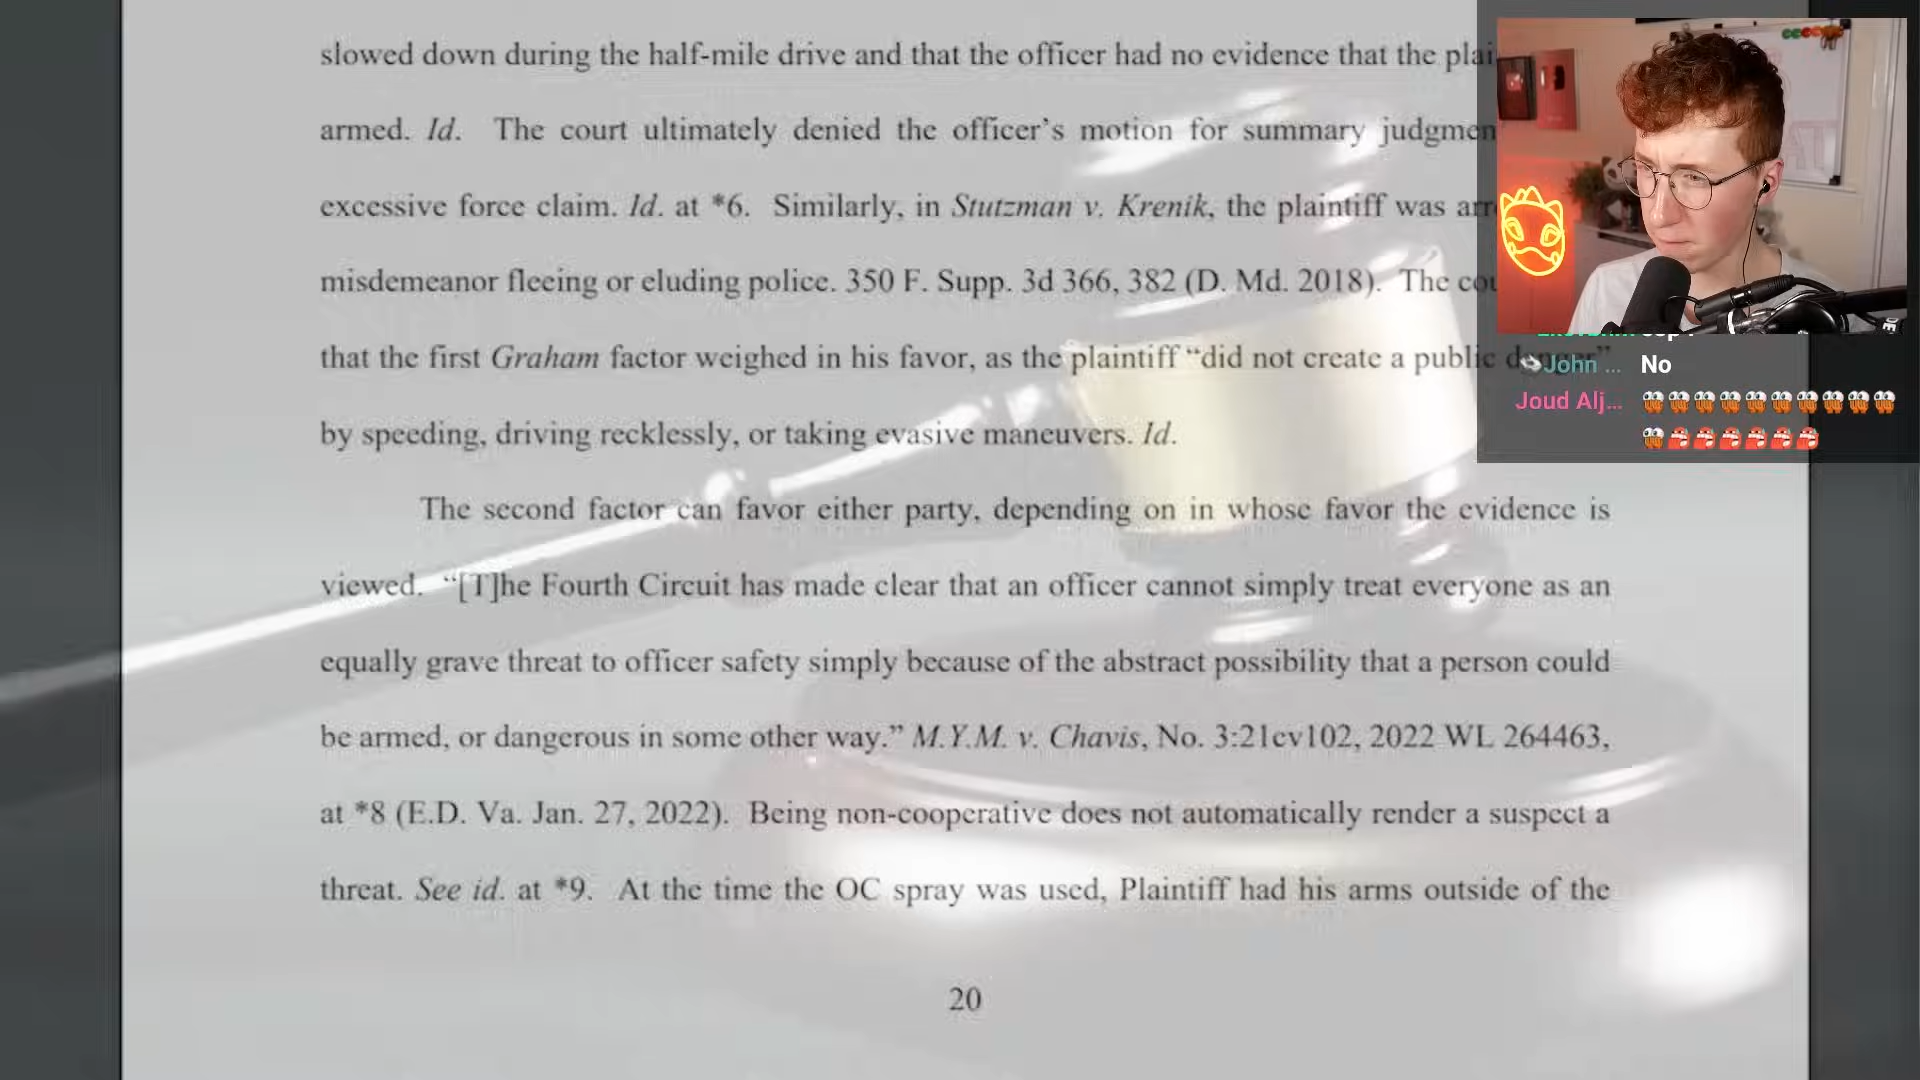 slowed down during the half-mile drive and that the officer had no evidence that the
armed. Id. The court ultimately denied the officer's motion for summary
excessive force claim. Id. at *6. Similarly, in Stutzman v. Krenik, the plaintiff was
misdemeanor fleeing or eluding police. 350 F. Supp. 3d 366, 382 (D. Md. 2018). The
that the first Graham factor weighed in his favor, as the plaintiff “did not create a public danger”
by speeding, driving recklessly, or taking evasive maneuvers. Id.
The second factor can favor either party, depending on in whose favor the evidence is
viewed. “[T]he Fourth Circuit has made clear that an officer cannot simply treat everyone as an
equally grave threat to officer safety simply because of the abstract possibility that a person could
be armed, or dangerous in some other way.” M.Y.M. v. Chavis, No. 3:21cv102, 2022 WL 264463,
at *8 (E.D. Va. Jan. 27, 2022). Being non-cooperative does not automatically render a suspect a
threat. See id. at *9. At the time the OC spray was used, Plaintiff had his arms outside of the
20
John ... No
Joud Alj...